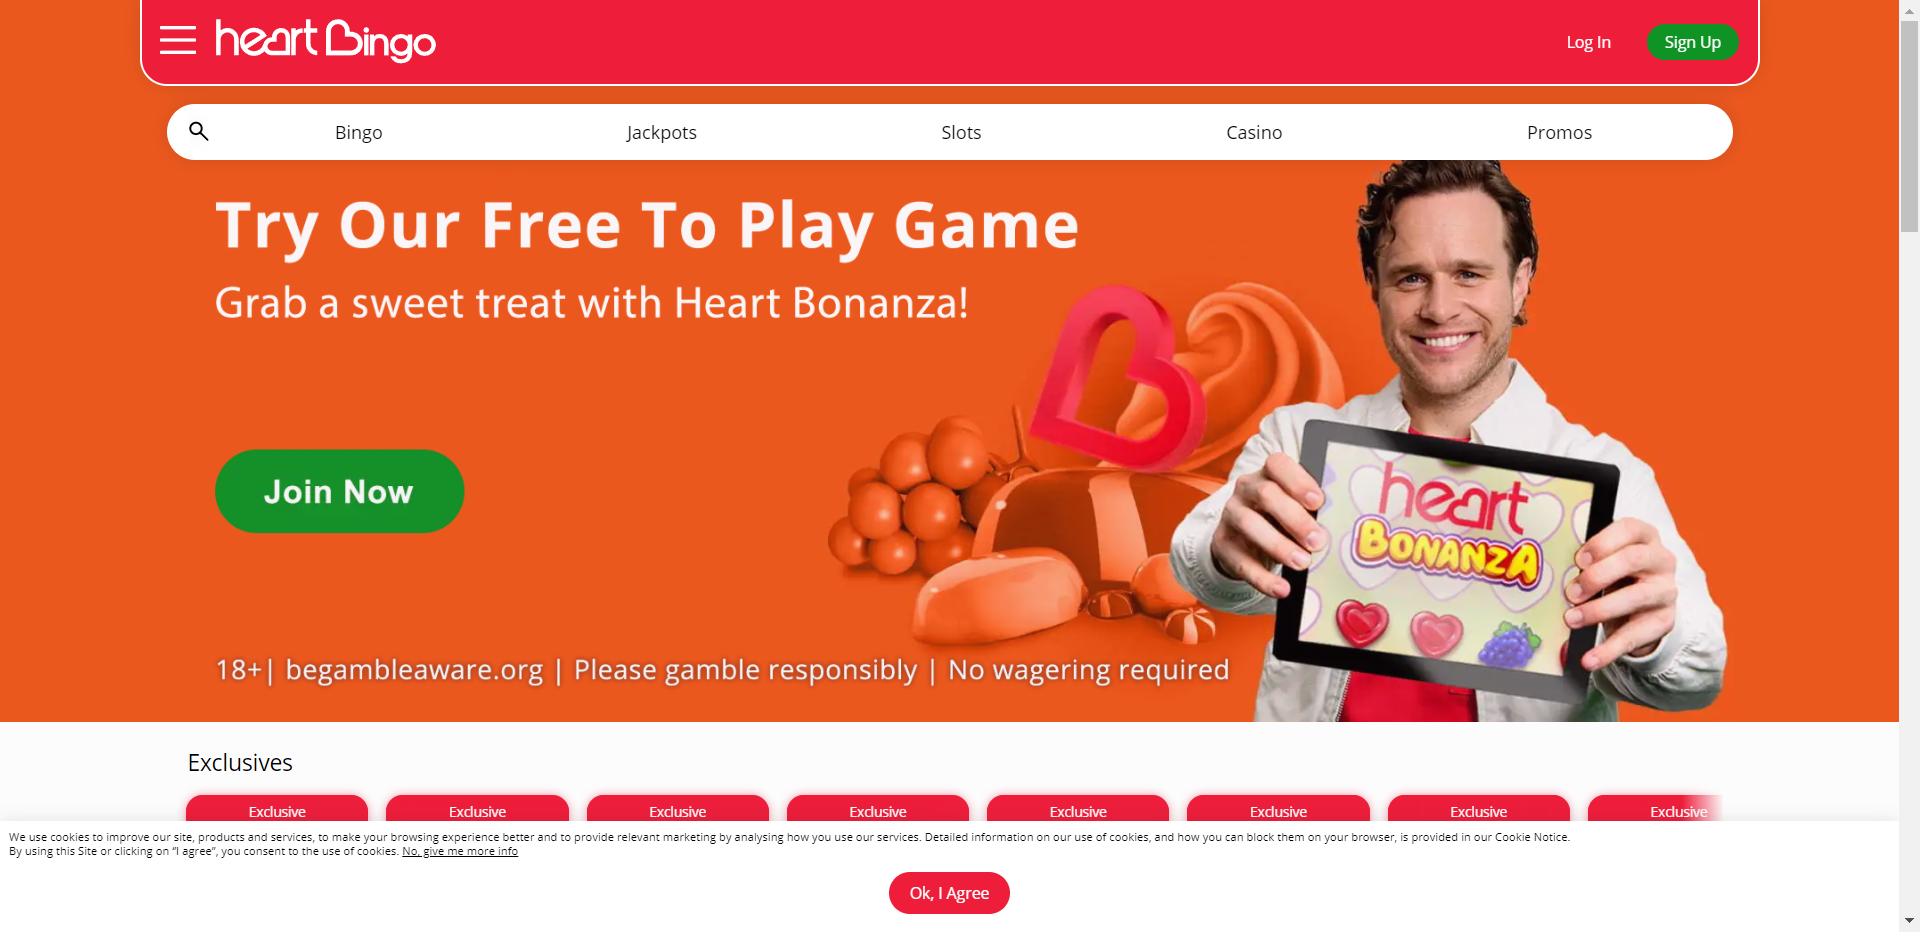 heart Bingo
Log In
Sign Up
Bingo
Jackpots
Slots
Casino
Promos
Try Our Free To Play Game
Grab a sweet treat with Heart Bonanza!
Join Now
heart
BONANZA
18+| begambleaware.org | Please gamble responsibly | No wagering required
Exclusives
Exclusive
Exclusive
Exclusive
Exclusive
Exclusive
Exclusive
Exclusive
Exclusive
We use cookies to improve our site, products and services, to make your browsing experience better and to provide relevant marketing by analysing how you use our services. Detailed information on our use of cookies, and how you can block them on your browser, is provided in our Cookie Notice.
By using this Site or clicking on “I agree”, you consent to the use of cookies. No, give me more info
Ok, I Agree